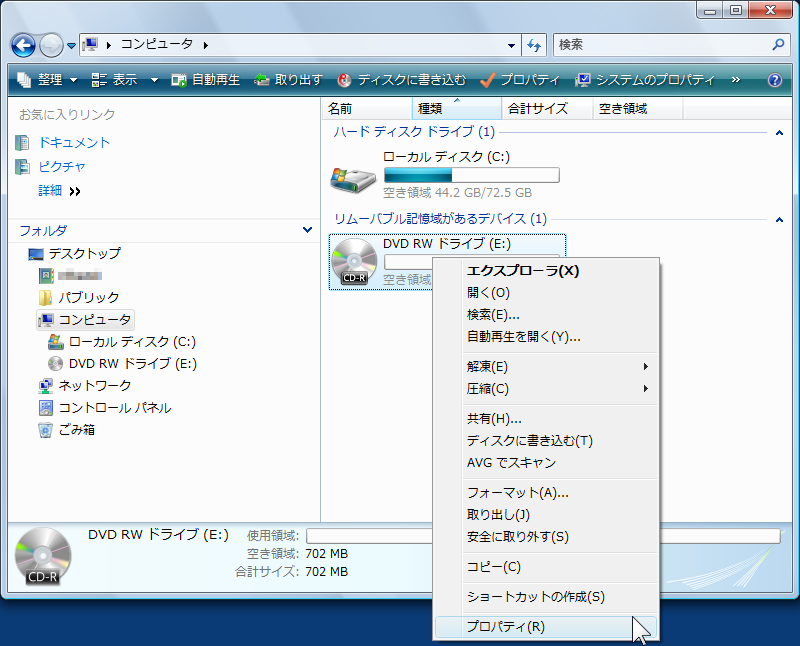 コンピュータ
検索
整理 表示 自動再生 取り出す ディスクに書き込む プロパティ システムのプロパティ »
お気に入りリンク
ドキュメント
ピクチャ
詳細 »
フォルダ
デスクトップ
パブリック
コンピュータ
ローカル ディスク (C:)
DVD RW ドライブ (E:)
ネットワーク
コントロール パネル
ごみ箱
名前 種類 合計サイズ 空き領域
ハード ディスク ドライブ (1)
ローカル ディスク (C:)
空き領域 44.2 GB/72.5 GB
リムーバブル記憶域があるデバイス (1)
DVD RW ドライブ (E:)
CD-R
空き領域
エクスプローラ(X)
開く(O)
検索(E)...
自動再生を開く(Y)...
解凍(E)
圧縮(C)
共有(H)...
ディスクに書き込む(T)
AVG でスキャン
フォーマット(A)...
取り出し(J)
安全に取り外す(S)
コピー(C)
ショートカットの作成(S)
プロパティ(R)
CD-R
DVD RW ドライブ (E:) 使用領域:
空き領域: 702 MB
合計サイズ: 702 MB